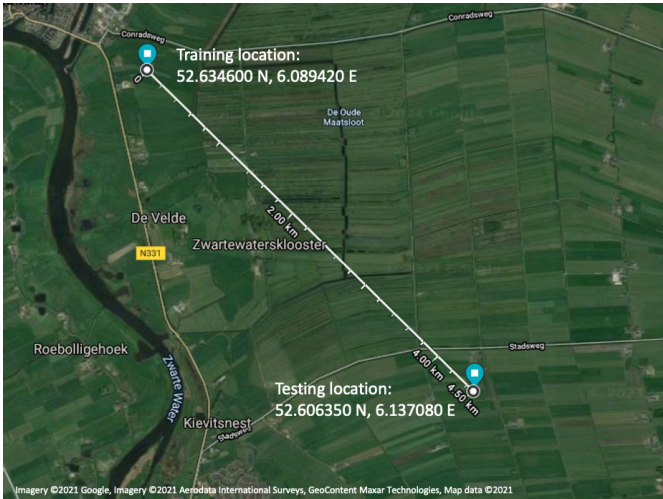 Conradsweg
Conradsweg
Training location:
52.634600 N, 6.089420 E
0
De Oude
Maatsloot
2.00 km
De Velde
Zwartewatersklooster
N331
Roebolligehoek
Zwarte Water
Stadsweg
4.00 km
4.50 km
Testing location:
52.606350 N, 6.137080 E
Kievitsnest
Stadsweg
Imagery ©2021 Google, Imagery ©2021 Aerodata International Surveys, GeoContent Maxar Technologies, Map data ©2021